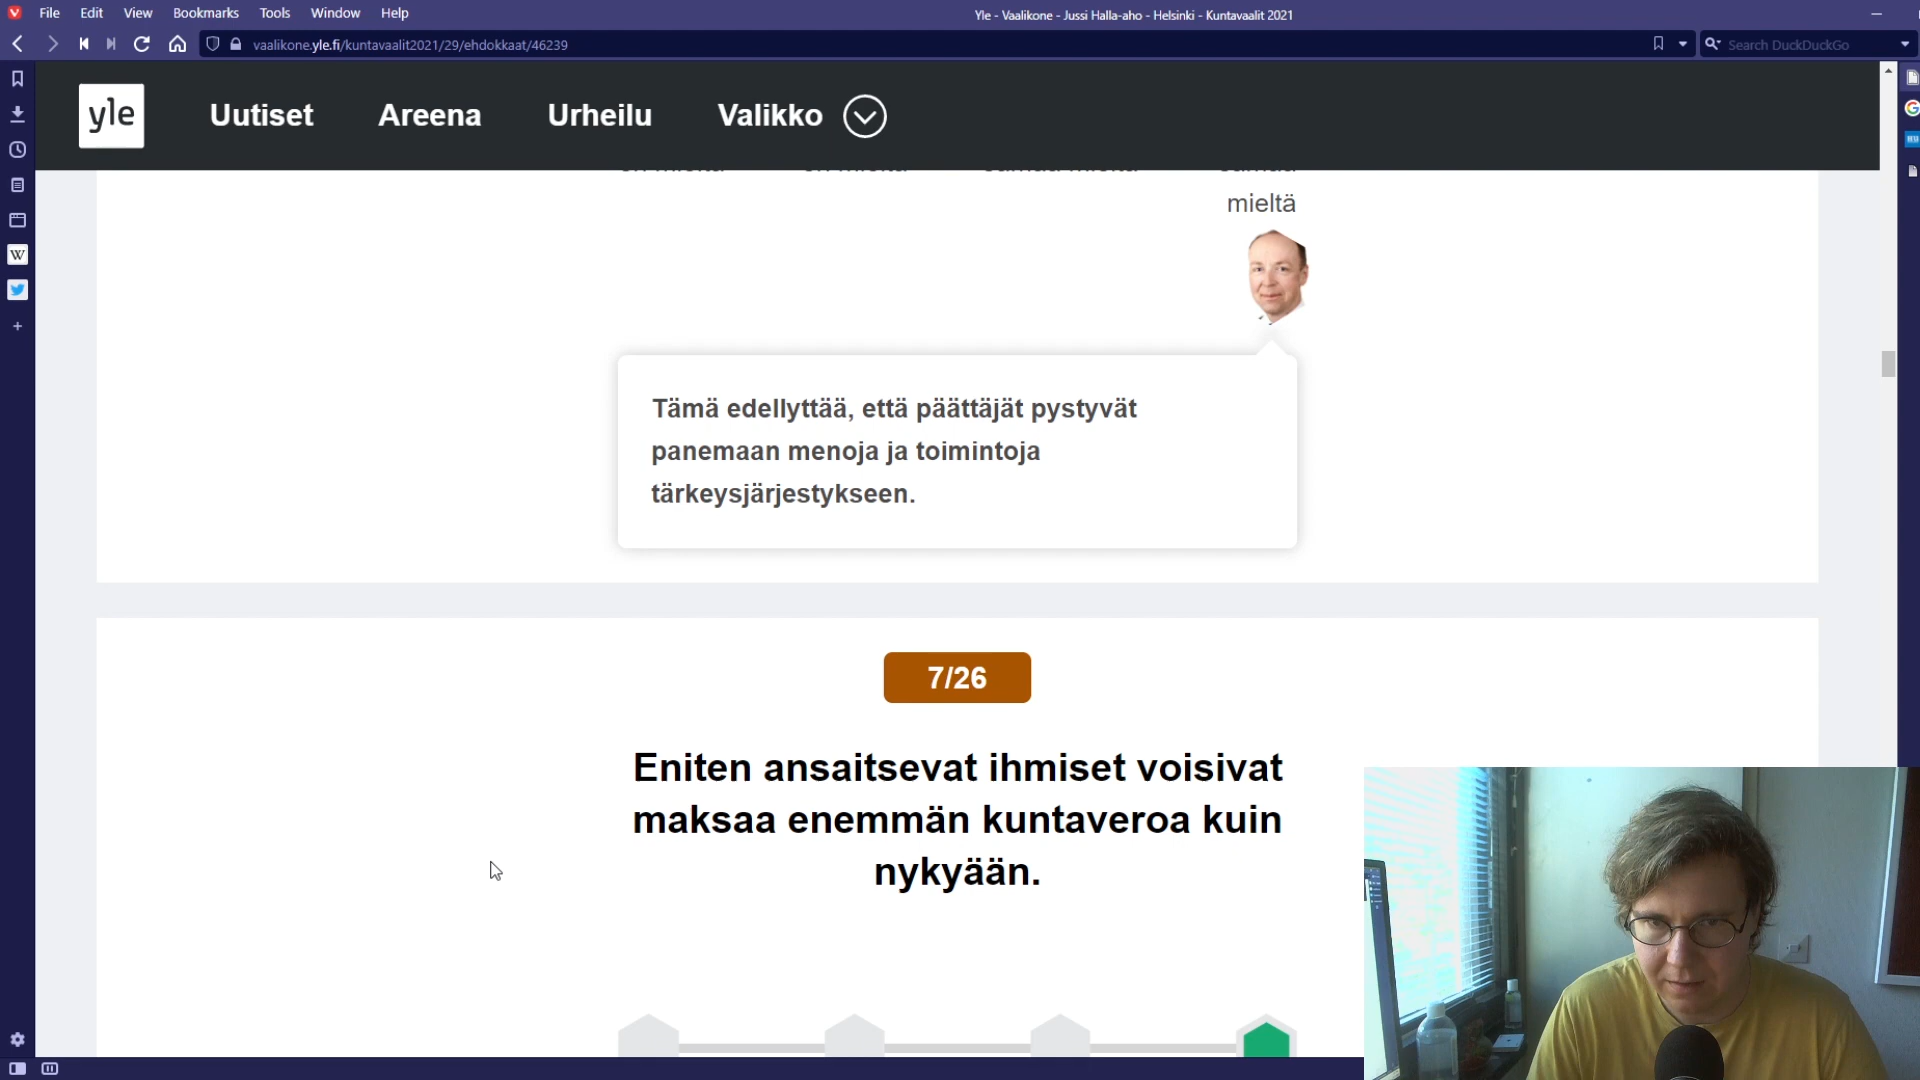 File Edit View Bookmarks Tools Window Help
Yle - Vaalikone - Jussi Halla-aho - Helsinki - Kuntavaalit 2021
vaalikone.yle.fi/kuntavaalit2021/29/ehdokkaat/46239
Search DuckDuckGo
yle
Uutiset
Areena
Urheilu
Valikko
mieltä
Tämä edellyttää, että päättäjät pystyvät
panemaan menoja ja toimintoja
tärkeysjärjestykseen.
7/26
Eniten ansaitsevat ihmiset voisivat
maksaa enemmän kuntaveroa kuin
nykyään.